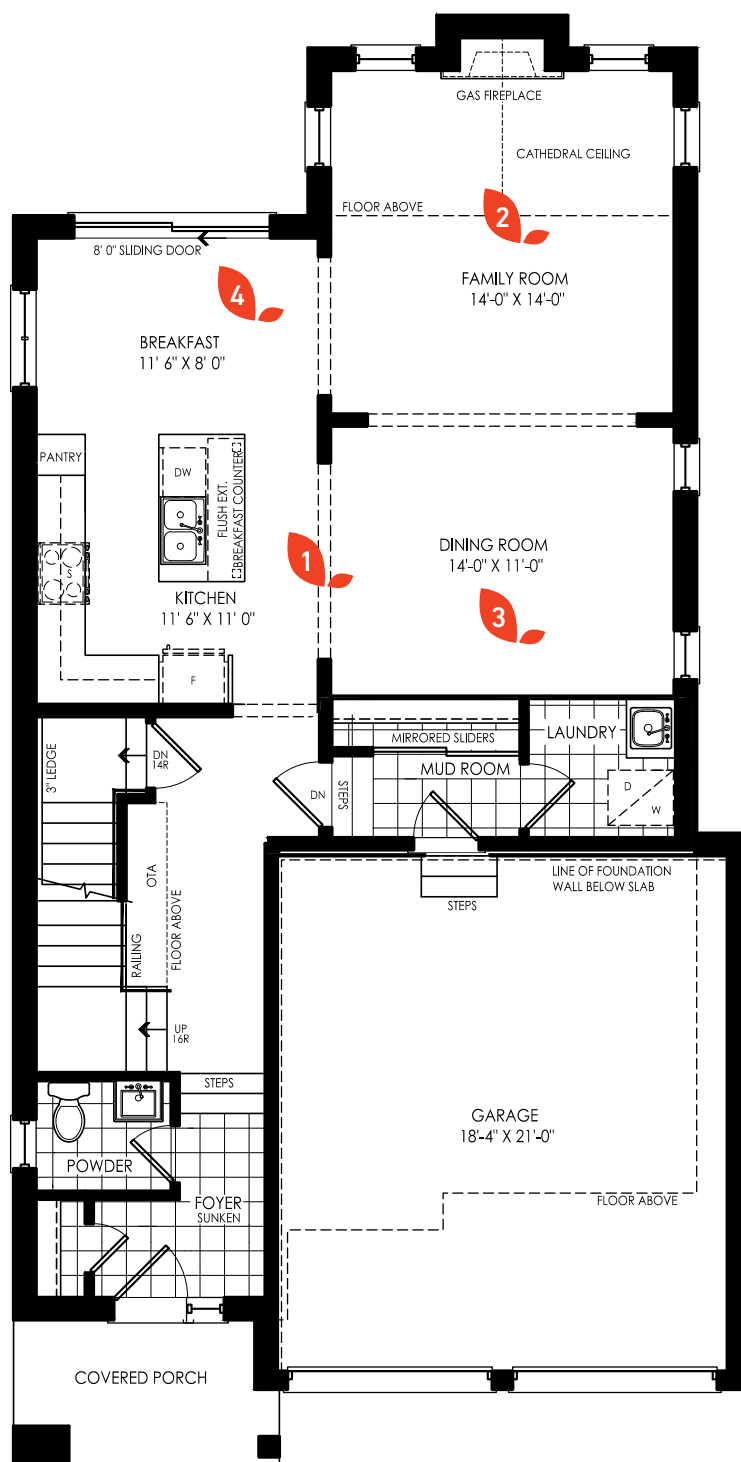 GAS FIREPLACE
CATHEDRAL CEILING
FLOOR ABOVE
2
8' 0" SLIDING DOOR
4
FAMILY ROOM
14'-0" X 14'-0"
BREAKFAST
11' 6" X 8' 0"
PANTRY
DW
FLUSH EXT.
BREAKFAST COUNTER
S
1
DINING ROOM
14'-0" X 11'-0"
3
KITCHEN
11' 6" X 11' 0"
F
MIRRORED SLIDERS
LAUNDRY
3" LEDGE
DN
14R
MUD ROOM
DN
STEPS
D
W
OTA
FLOOR ABOVE
RAILING
LINE OF FOUNDATION
WALL BELOW SLAB
STEPS
UP
16R
STEPS
GARAGE
18'-4" X 21'-0"
POWDER
FOYER
SUNKEN
FLOOR ABOVE
COVERED PORCH